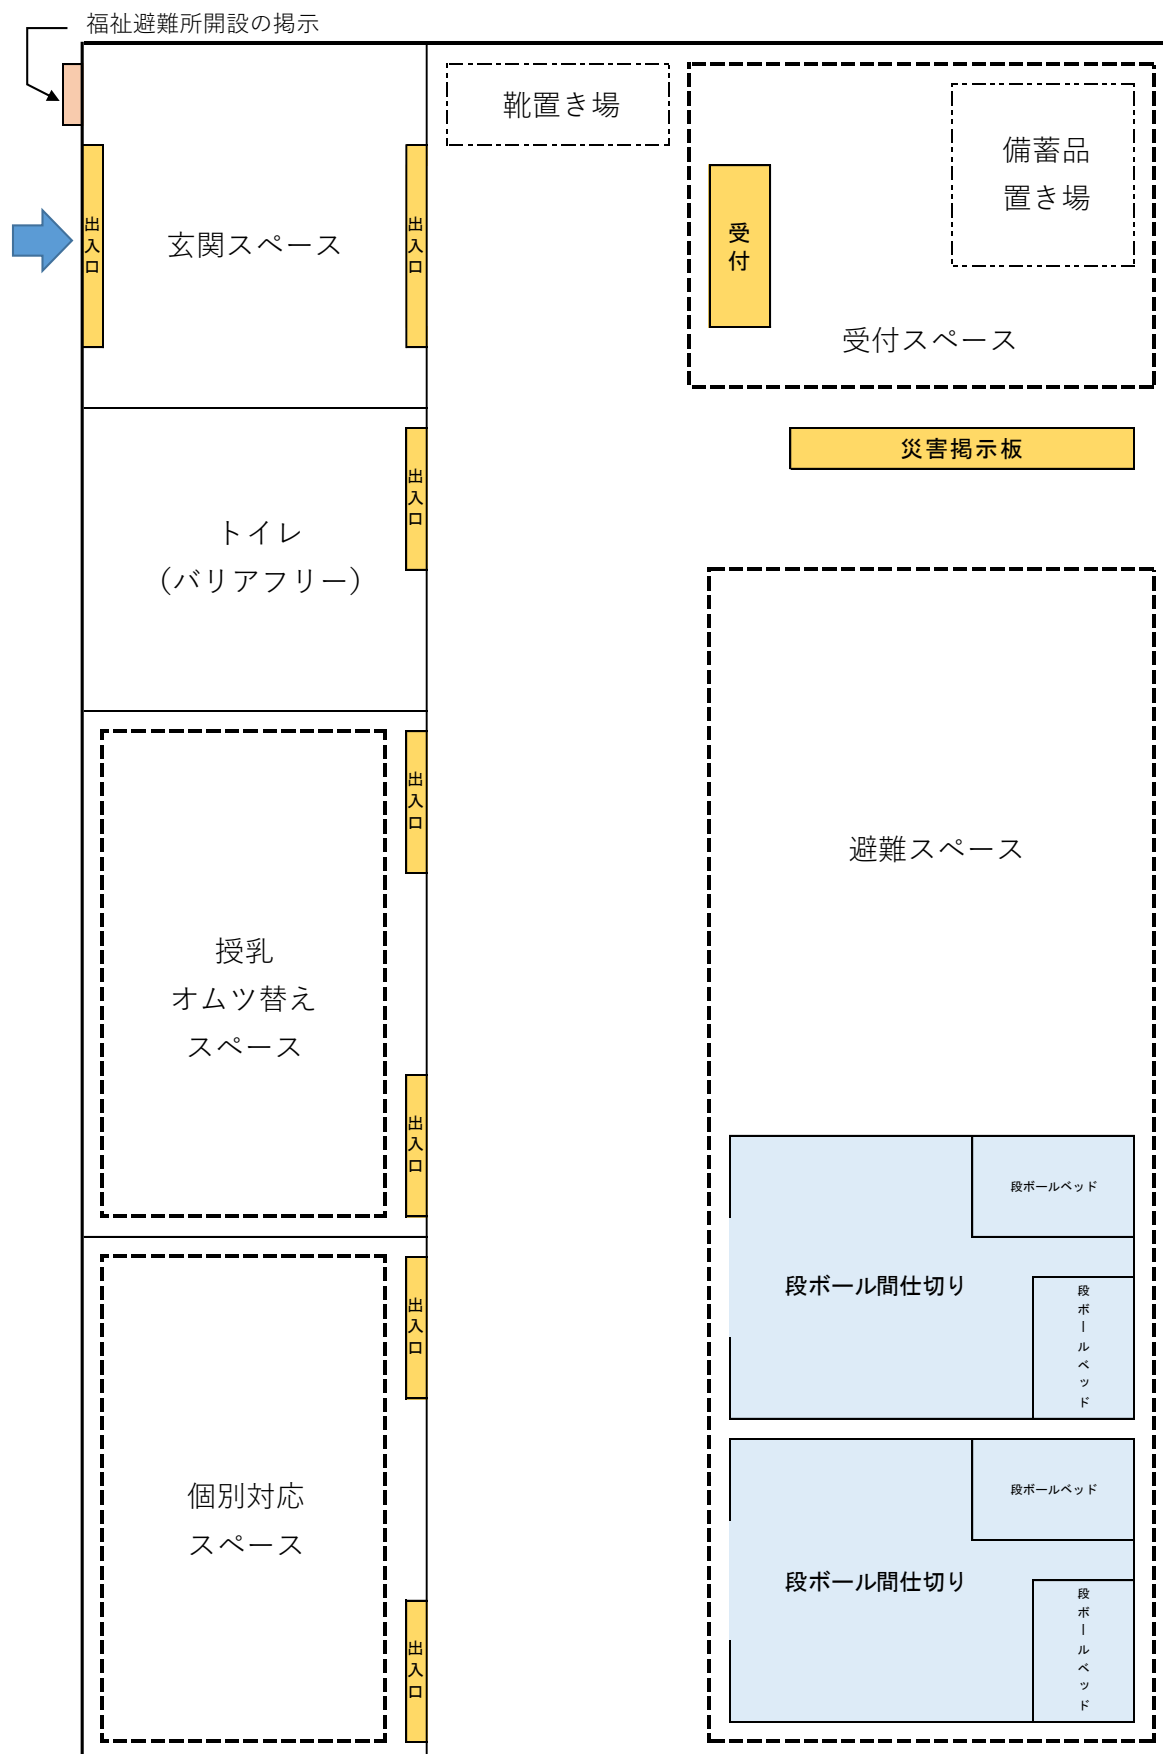 福祉避難所開設の掲示
靴置き場
備蓄品
置き場
出入口
玄関スペース
出入口
受付
受付スペース
災害掲示板
出入口
トイレ
（バリアフリー）
出入口
避難スペース
授乳
オムツ替え
スペース
出入口
段ボールベッド
段ボール間仕切り
段ボールベッド
出入口
個別対応
スペース
段ボールベッド
段ボール間仕切り
段ボールベッド
出入口